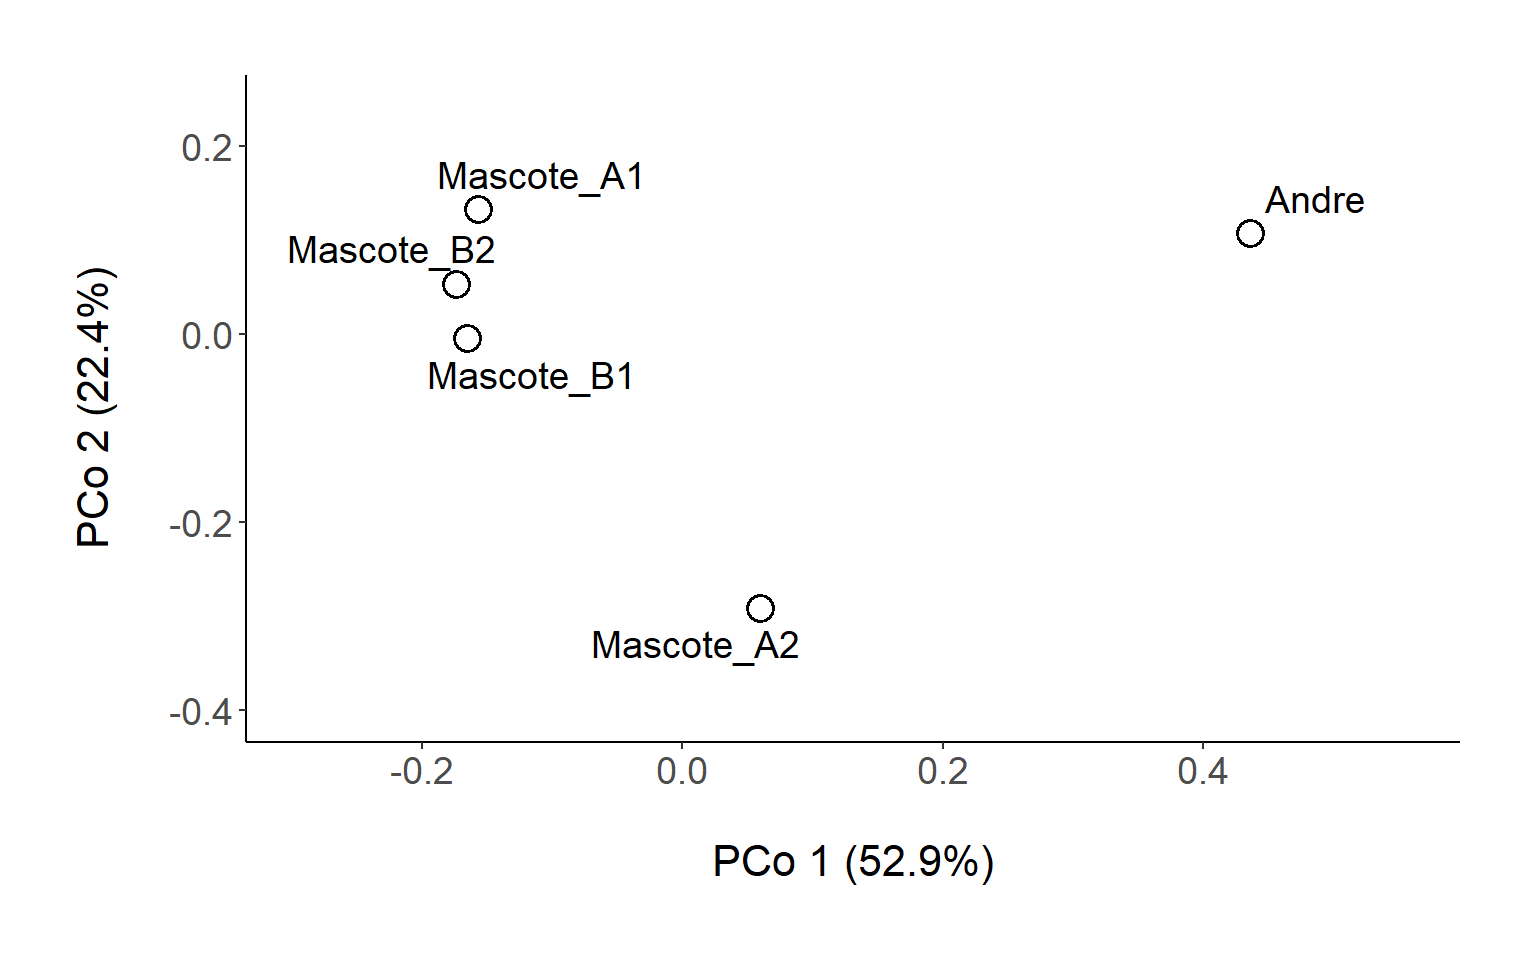 0.2
Mascote_A1
Andre
Mascote_B2
0.0
Mascote_B1
PCo 2 (22.4%)
-0.2
Mascote_A2
-0.4
-0.2 0.0 0.2 0.4
PCo 1 (52.9%)